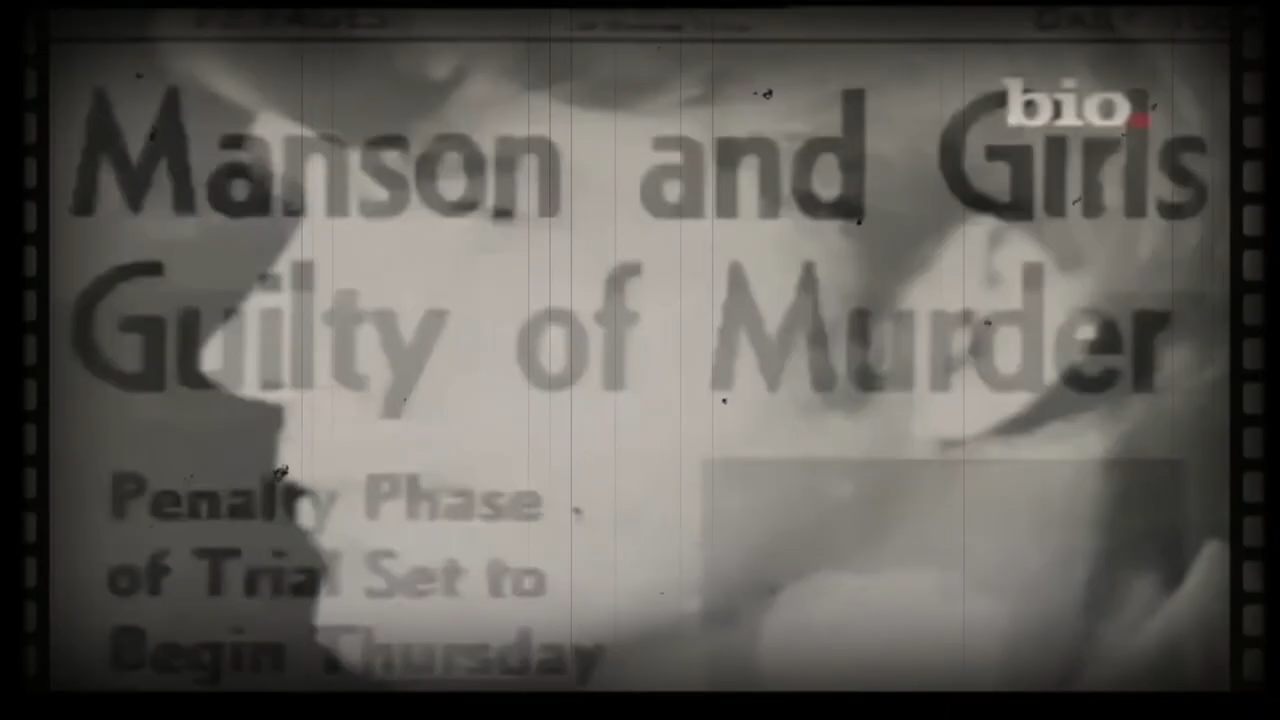 bio.
Manson and Girls
Guilty of Murder
Penalty Phase
of Trial Set to
Begin Thursday